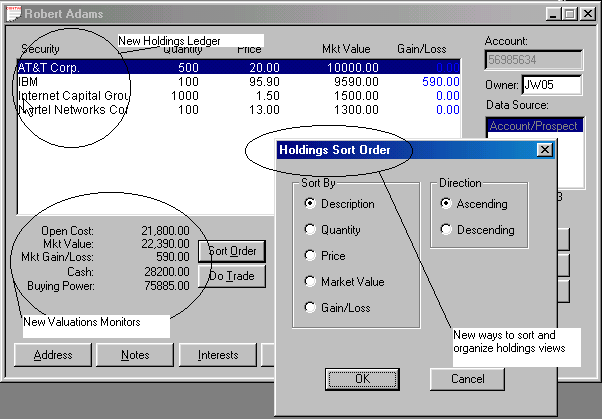 Robert Adams
New Holdings Ledger
Security Quantity Price Mkt Value Gain/Loss
AT&T Corp. 500 20.00 10000.00 0.00
IBM 100 95.90 9590.00 590.00
Internet Capital Grou 1000 1.50 1500.00 0.00
Nortel Networks Cor 100 13.00 1300.00 0.00
Account:
56985634
Owner: JW05
Data Source:
Account/Prospect
Open Cost: 21,800.00
Mkt Value: 22,390.00
Mkt Gain/Loss: 590.00
Cash: 28200.00
Buying Power: 75885.00
Sort Order
Do Trade
New Valuations Monitors
Address Notes Interests
Holdings Sort Order
Sort By
Description
Quantity
Price
Market Value
Gain/Loss
Direction
Ascending
Descending
3
New ways to sort and
organize holdings views
OK Cancel